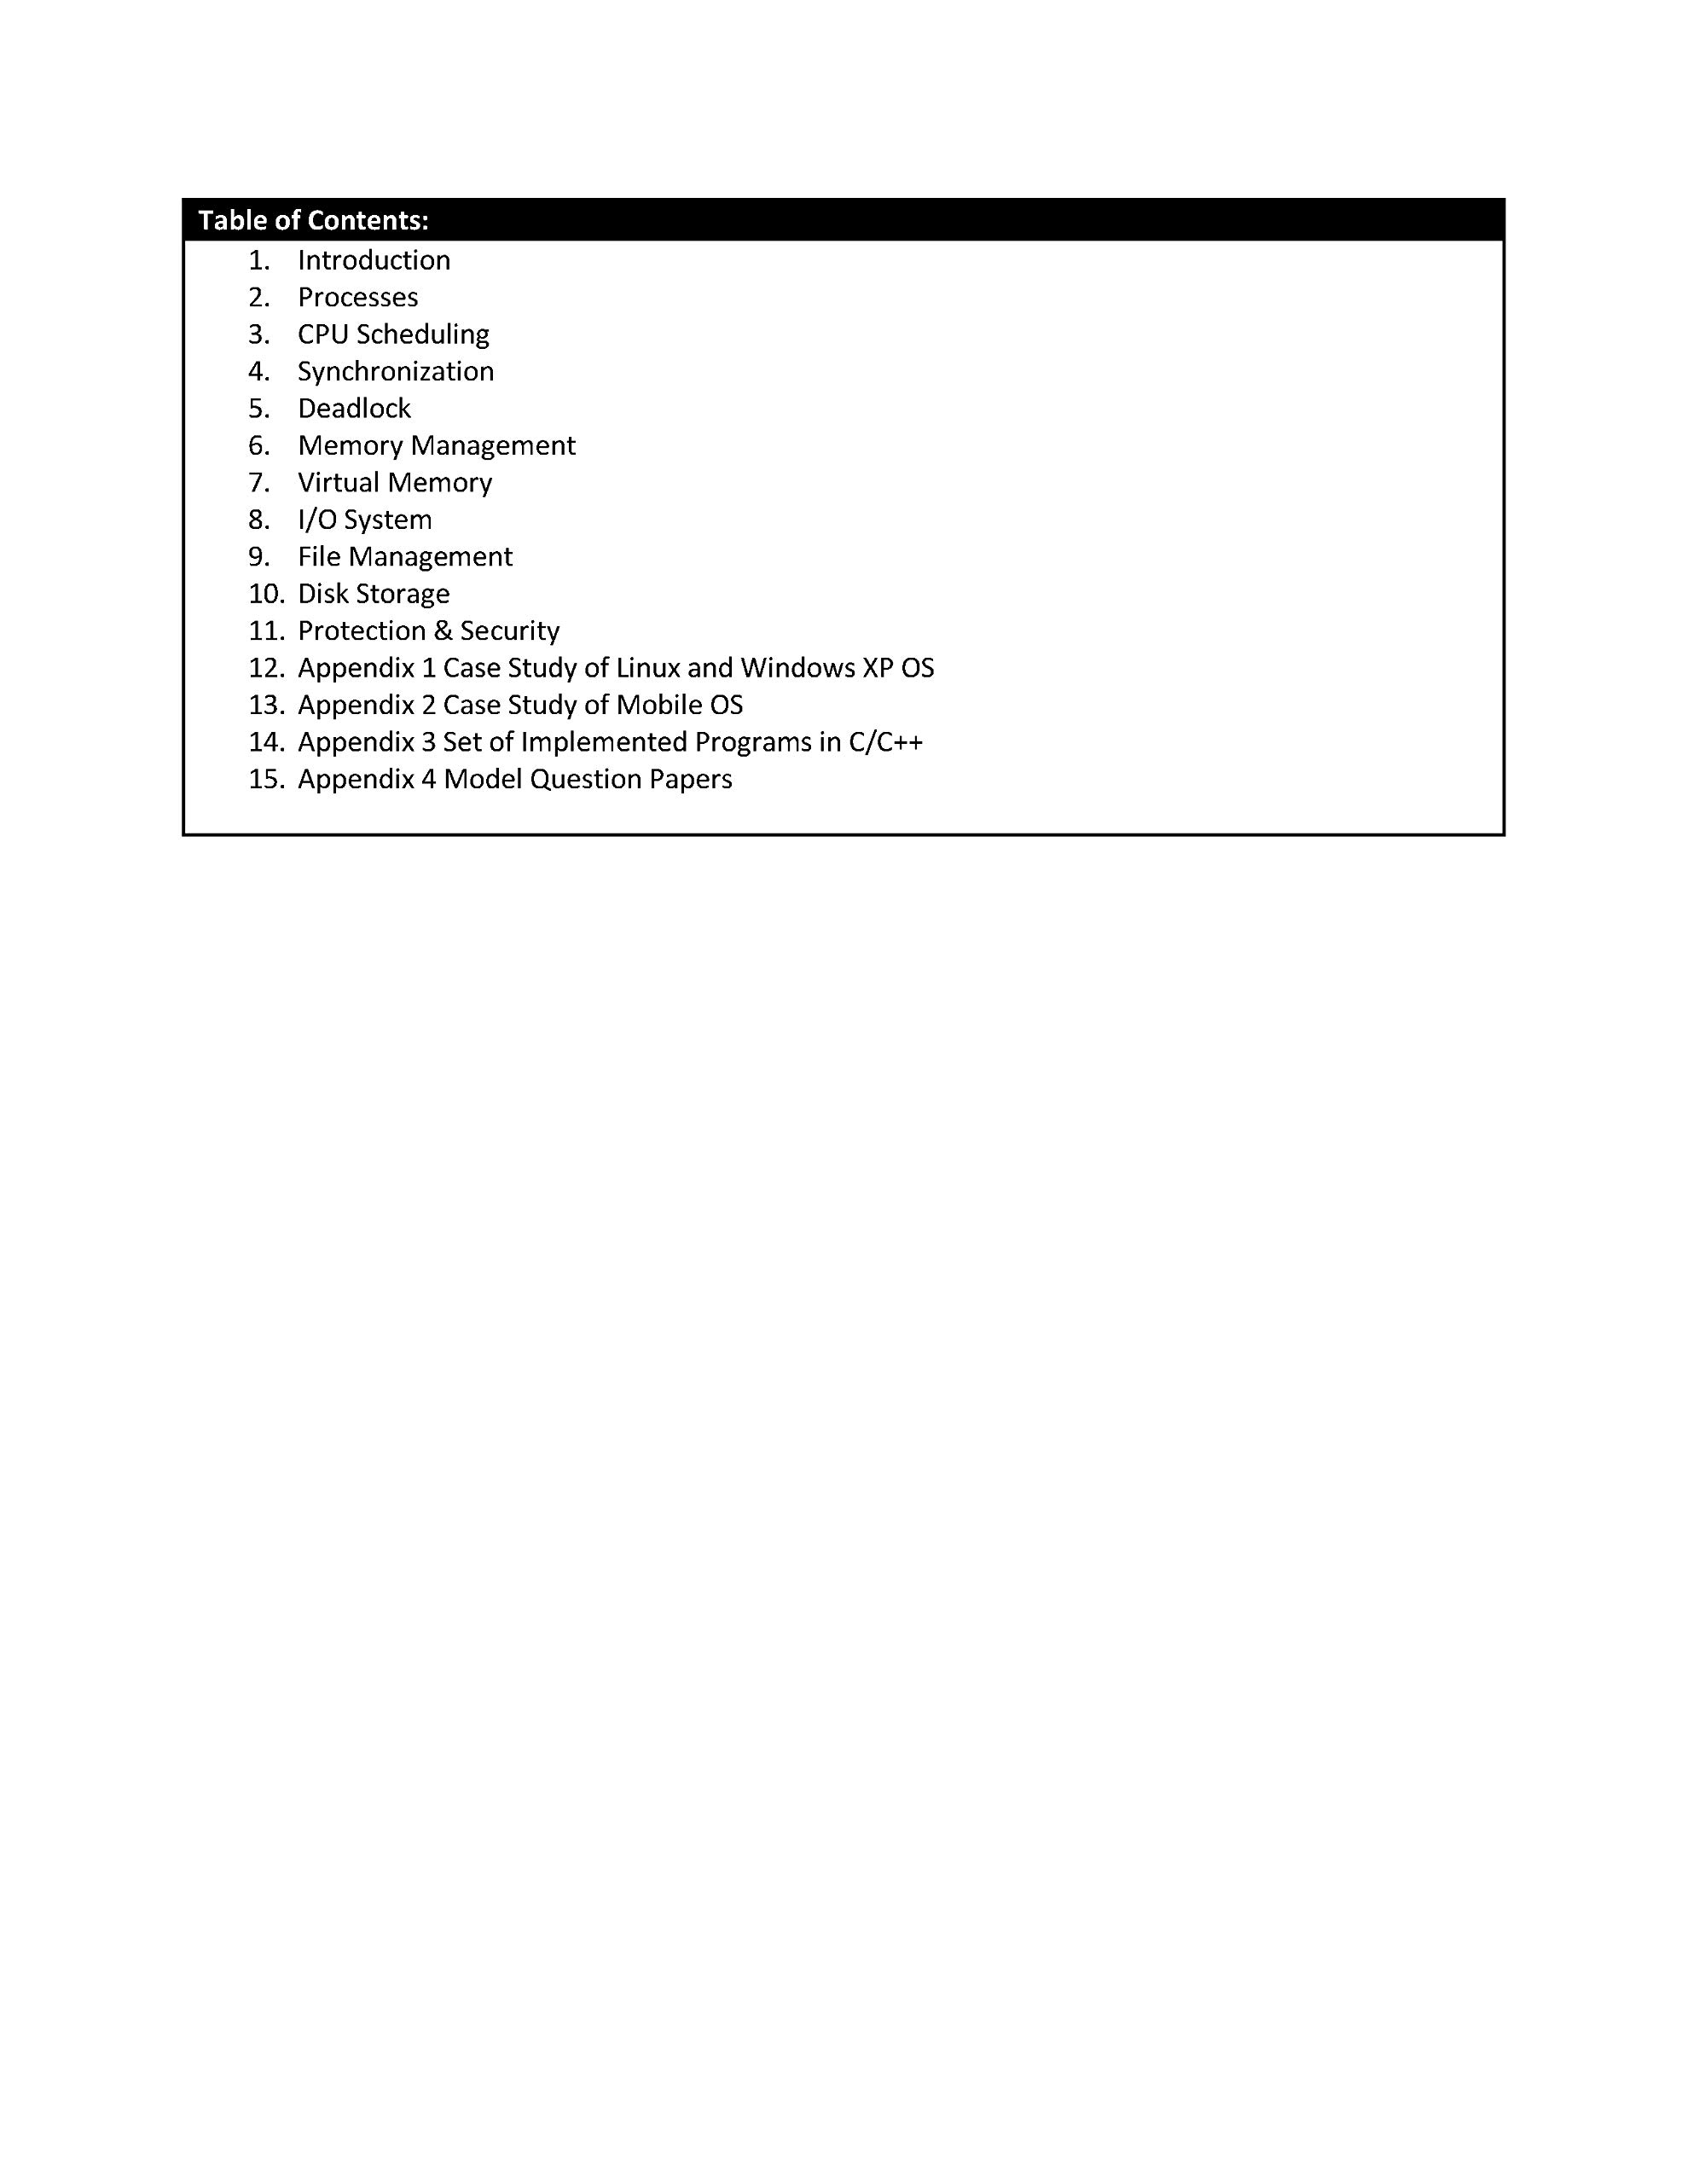 Table of Contents:
1. Introduction
2. Processes
3. CPU Scheduling
4. Synchronization
5. Deadlock
6. Memory Management
7. Virtual Memory
8. I/O System
9. File Management
10. Disk Storage
11. Protection & Security
12. Appendix 1 Case Study of Linux and Windows XP OS
13. Appendix 2 Case Study of Mobile OS
14. Appendix 3 Set of Implemented Programs in C/C++
15. Appendix 4 Model Question Papers